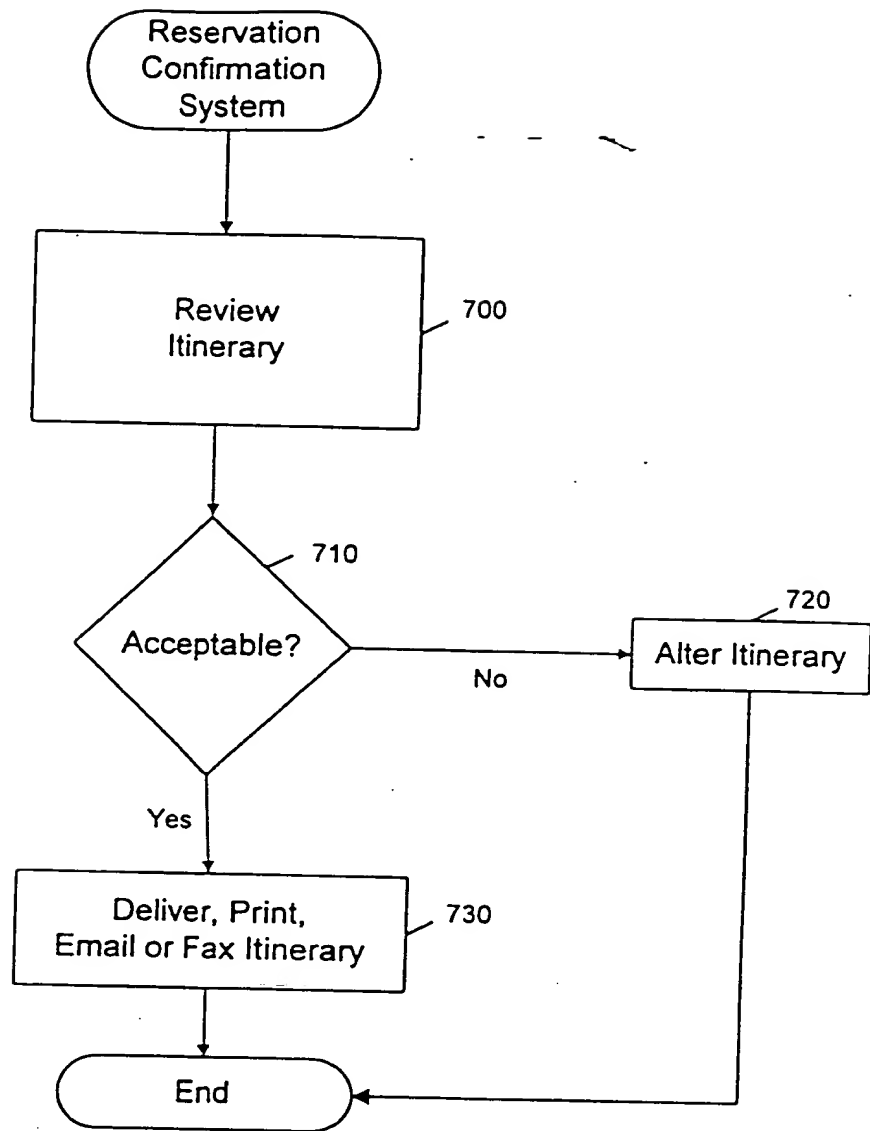 Reservation
Confirmation
System
Review
Itinerary
700
710
Acceptable?
No
720
Alter Itinerary
Yes
Deliver, Print,
Email or Fax Itinerary
730
End